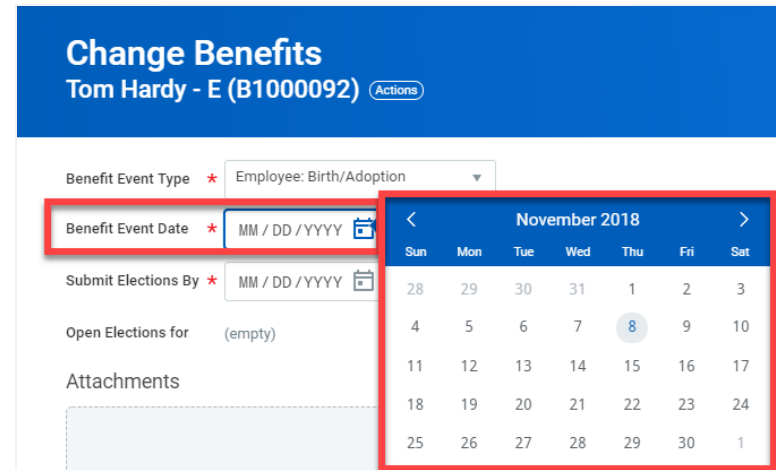 Change Benefits
Tom Hardy - E (B1000092) Actions
Benefit Event Type * Employee: Birth/Adoption
Benefit Event Date * MM / DD / YYYY
Submit Elections By * MM / DD / YYYY
Open Elections for (empty)
Attachments
November 2018
Sun Mon Tue Wed Thu Fri Sat
28 29 30 31 1 2 3
4 5 6 7 8 9 10
11 12 13 14 15 16 17
18 19 20 21 22 23 24
25 26 27 28 29 30 1